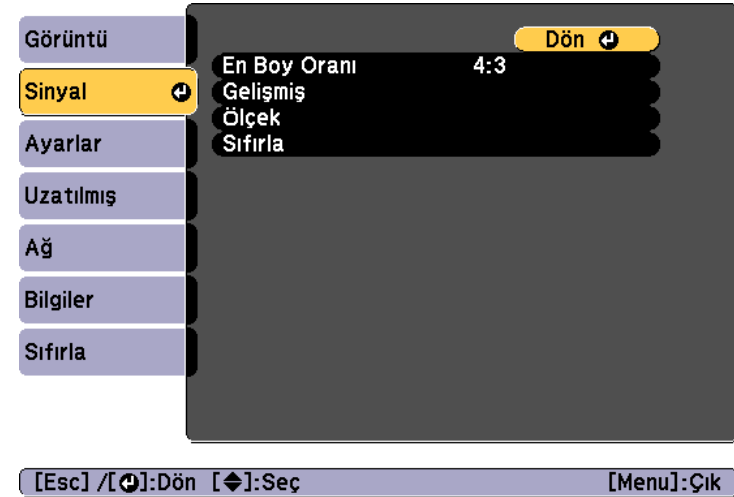 Görüntü
Sinyal
Ayarlar
Uzatılmış
Ağ
Bilgiler
Sıfırla
Dön
En Boy Oranı 4:3
Gelişmiş
Ölçek
Sıfırla
[Esc] /[]:Dön []:Seç [Menu]:Çık